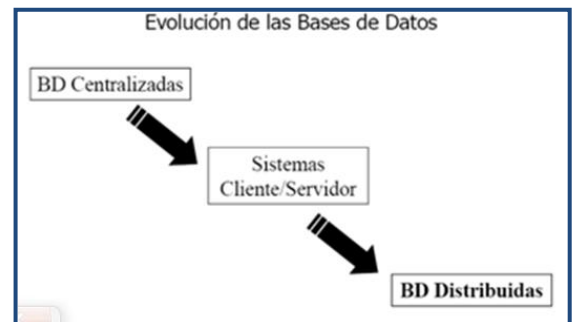 Evolución de las Bases de Datos
BD Centralizadas
Sistemas
Cliente/Servidor
BD Distribuidas